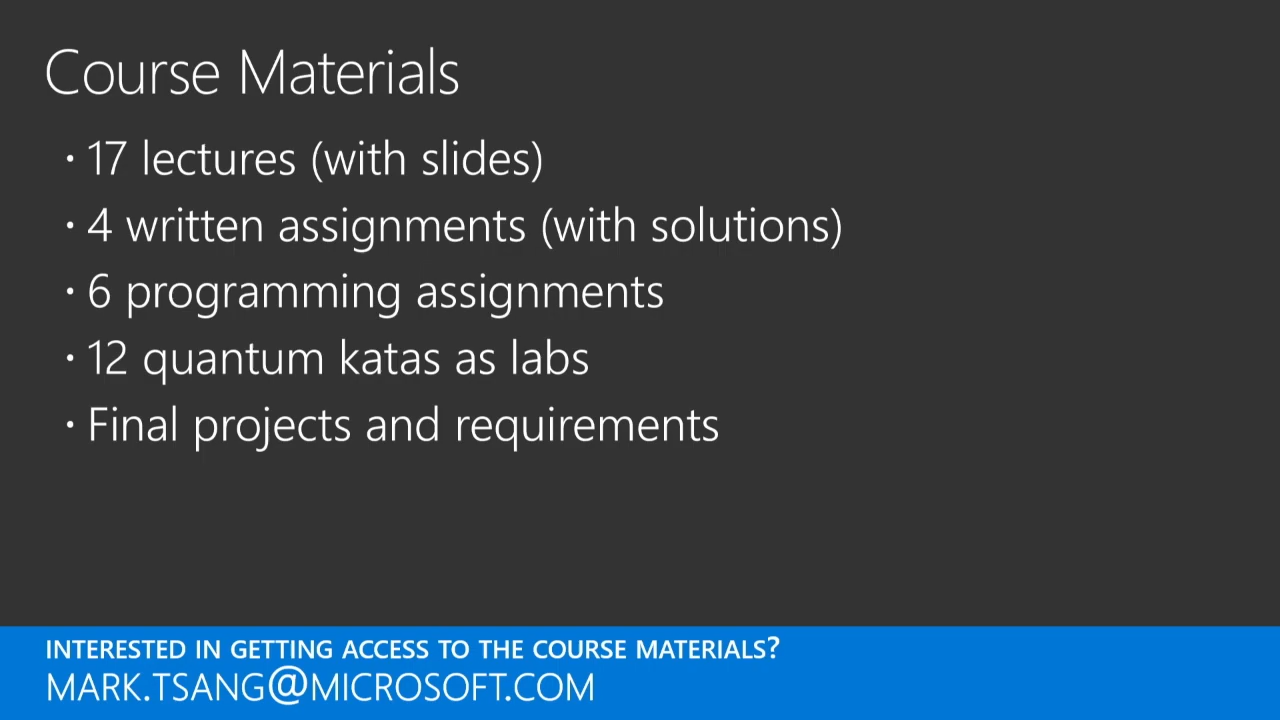 Course Materials
• 17 lectures (with slides)
• 4 written assignments (with solutions)
• 6 programming assignments
• 12 quantum katas as labs
• Final projects and requirements
INTERESTED IN GETTING ACCESS TO THE COURSE MATERIALS?
MARK.TSANG@MICROSOFT.COM